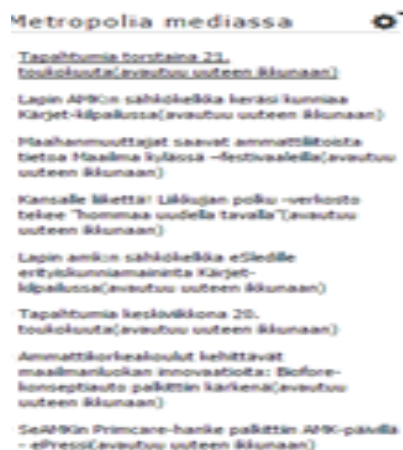 Metropolia mediassa
Tapahtumia torstaina 21.
toukokuuta(avautuu uuteen ikkunaan)
Lapin AMK:n sähkökelkka keräsi kunniaa
Kärjet-kilpailussa(avautuu uuteen ikkunaan)
Maahanmuuttajat saavat ammattiliitoista
tietoa Maailma kylässä –festivaaleilla(avautuu
uuteen ikkunaan)
Kansalle liikettä! Liikkujan polku –verkosto
tekee "hommaa uudella tavalla"(avautuu
uuteen ikkunaan)
Lapin amk:n sähkökelkka eSledille
erityiskunniamaininta Kärjet-
kilpailussa(avautuu uuteen ikkunaan)
Tapahtumia keskiviikkona 20.
toukokuuta(avautuu uuteen ikkunaan)
Ammattikorkeakoulut kehittävät
maailmanluokan innovaatioita: Biofore-
konseptiauto palkittiin kärkenä(avautuu
uuteen ikkunaan)
SeAMKin Primcare-hanke palkittiin AMK-päivillä
– ePressi(avautuu uuteen ikkunaan)